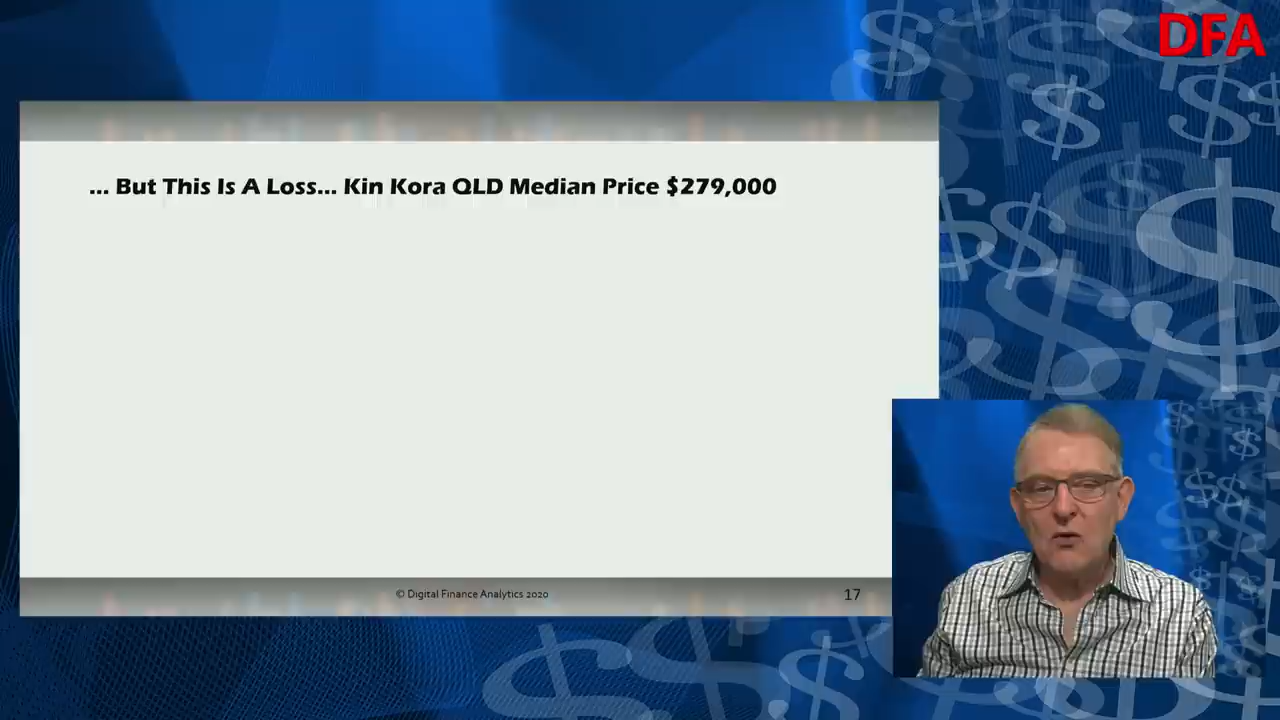 DFA
... But This Is A Loss... Kin Kora QLD Median Price $279,000
© Digital Finance Analytics 2020
17